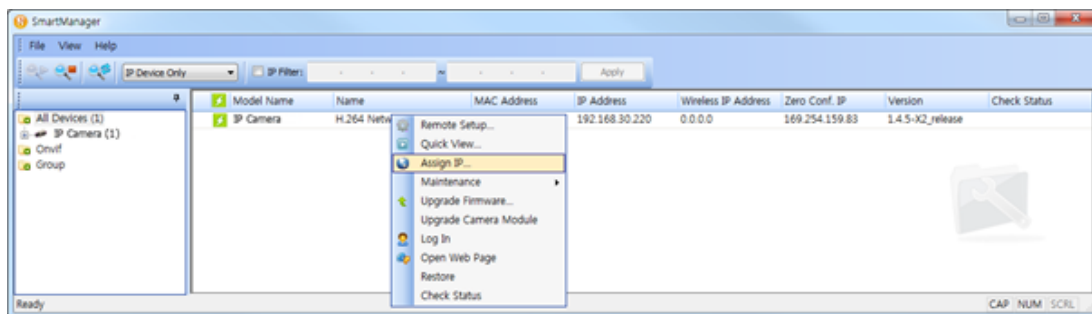 SmartManager
File View Help
IP Device Only IP Filter: . . . ~ . . . Apply
Model Name Name MAC Address IP Address Wireless IP Address Zero Conf. IP Version Check Status
All Devices (1)
IP Camera (1)
Onvif
Group
IP Camera H.264 Netw 192.168.30.220 0.0.0.0 169.254.159.83 1.4.5-X2_release
Remote Setup...
Quick View...
Assign IP...
Maintenance
Upgrade Firmware...
Upgrade Camera Module
Log In
Open Web Page
Restore
Check Status
Ready CAP NUM SCRL